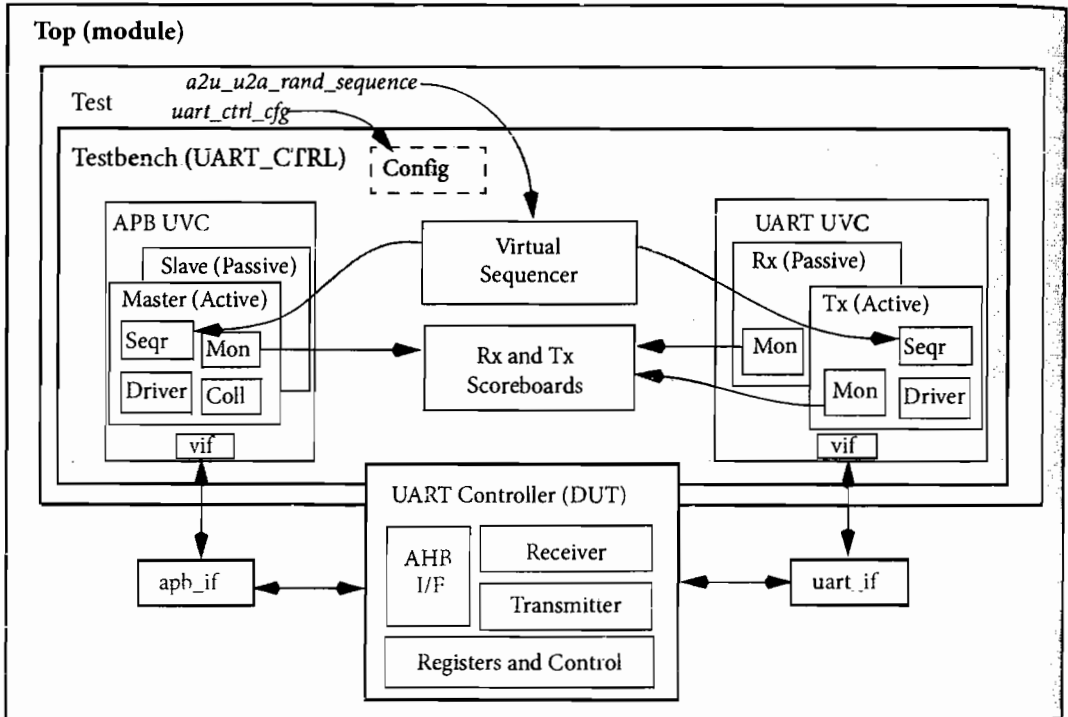 Top (module)
a2u_u2a_rand_sequence
Test
uart_ctrl_cfg
Testbench (UART_CTRL)
Config
APB UVC
Slave (Passive)
Master (Active)
Seqr
Mon
Driver
Coll
vif
Virtual
Sequencer
Rx and Tx
Scoreboards
UART UVC
Rx (Passive)
Tx (Active)
Mon
Seqr
Mon
Driver
vif
UART Controller (DUT)
AHB
I/F
Receiver
Transmitter
Registers and Control
apb_if
uart_if